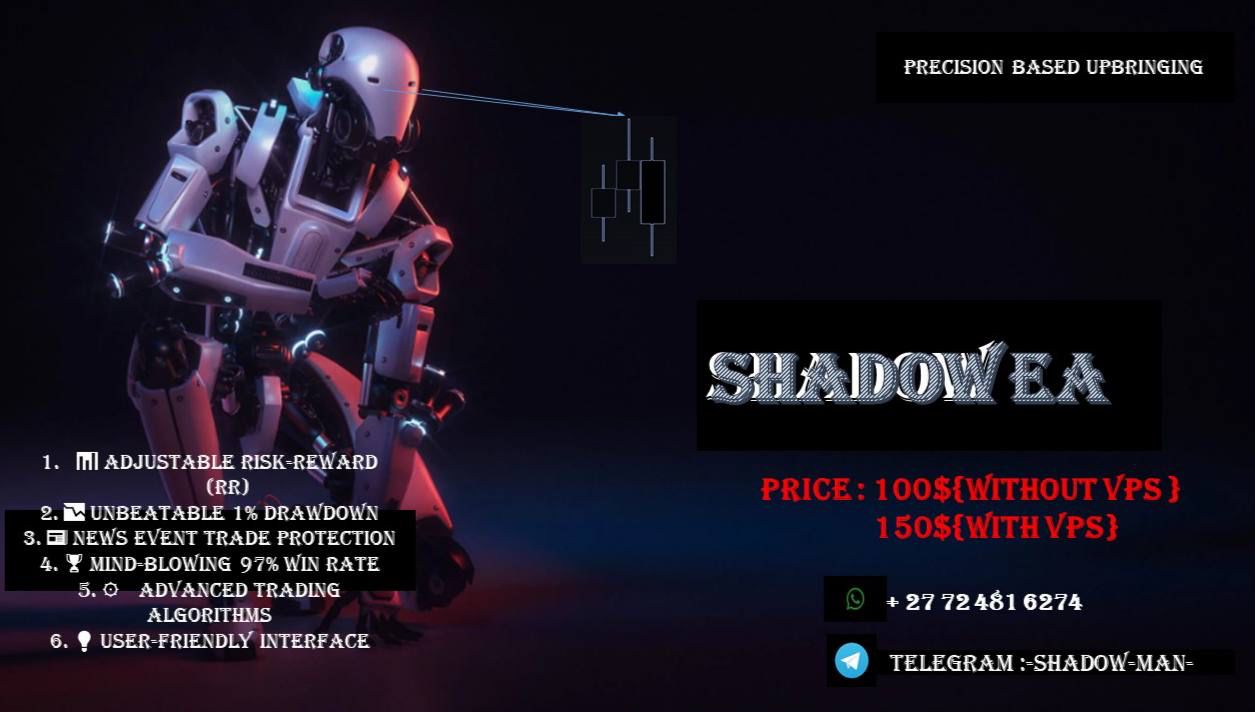 PRECISION BASED UPBRINGING
SHADOW EA
1. ADJUSTABLE RISK-REWARD
(RR)
2. UNBEATABLE 1% DRAWDOWN
3. NEWS EVENT TRADE PROTECTION
4. MIND-BLOWING 97% WIN RATE
5. ADVANCED TRADING
ALGORITHMS
6. USER-FRIENDLY INTERFACE
PRICE : 100$(WITHOUT VPS )
150$(WITH VPS)
+ 27 72 481 6274
TELEGRAM :-SHADOW-MAN-